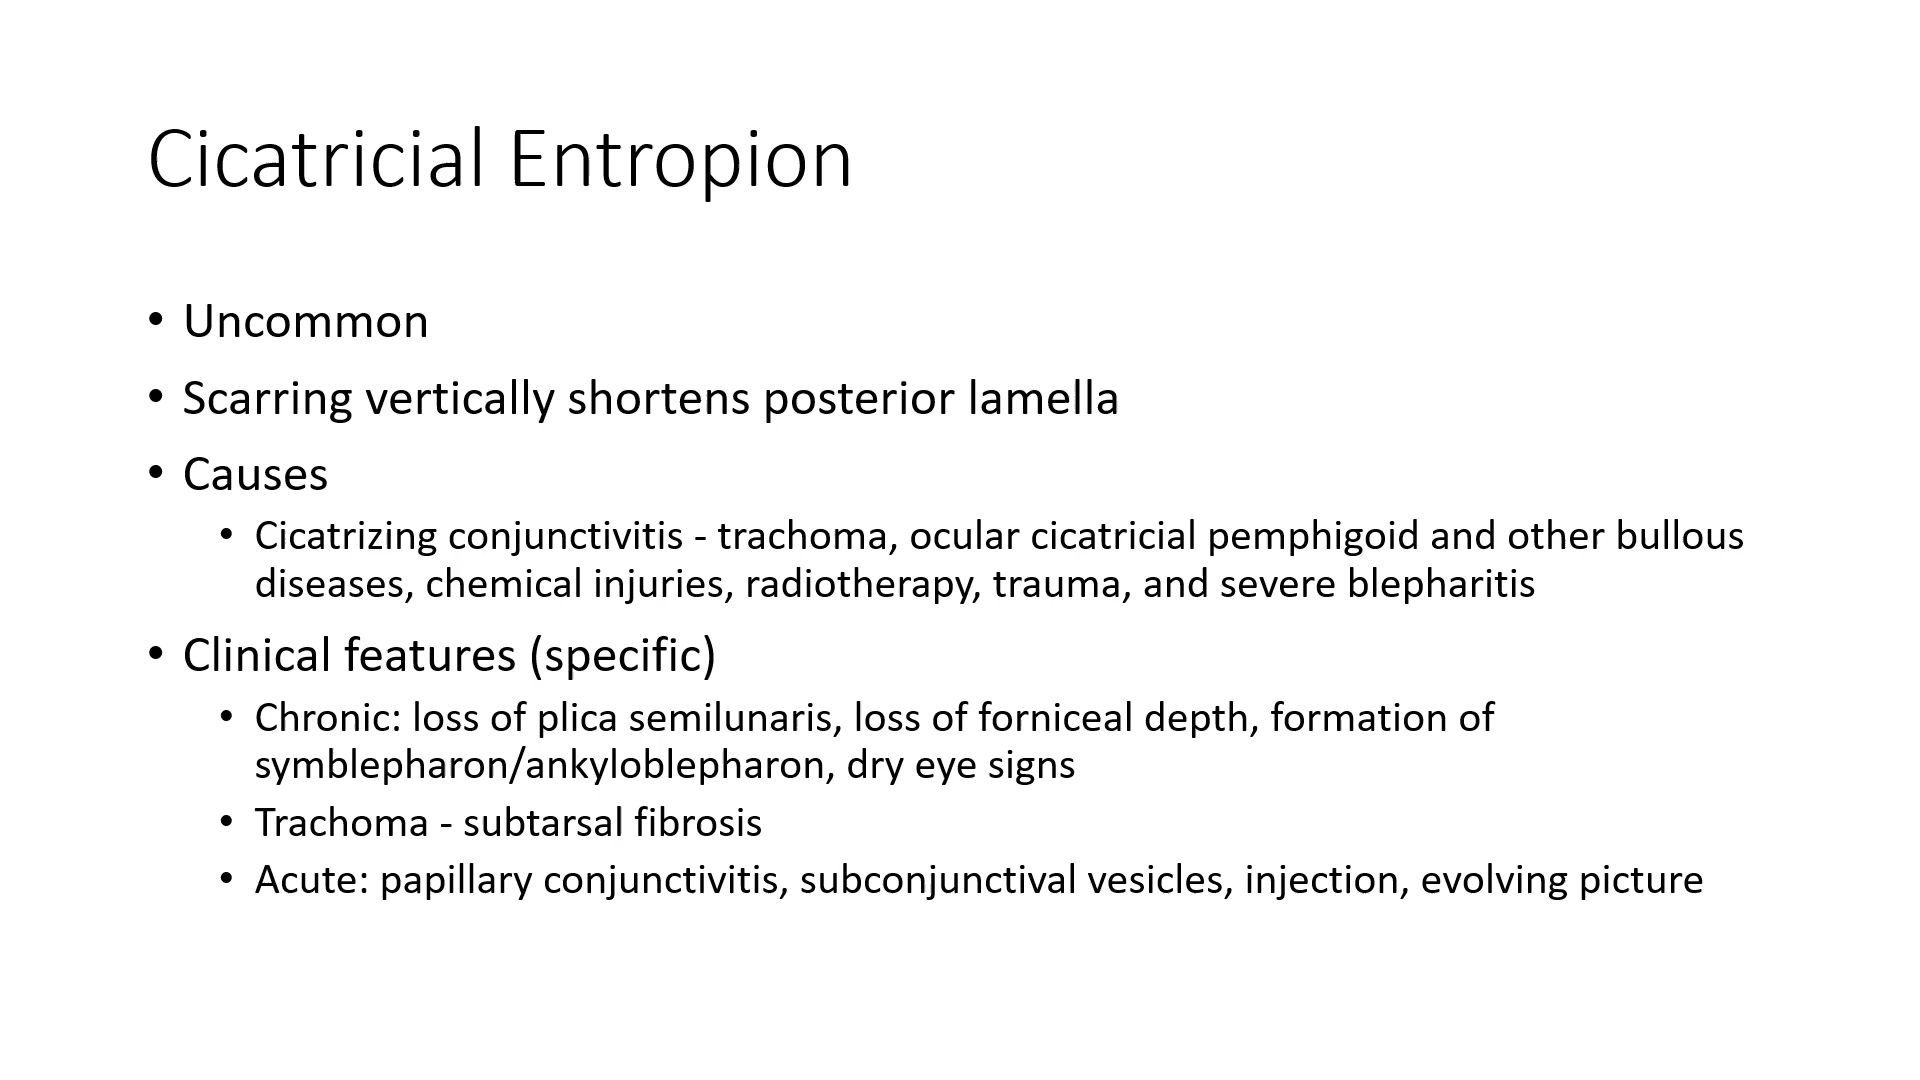 Cicatricial Entropion
• Uncommon
• Scarring vertically shortens posterior lamella
• Causes
• Cicatrizing conjunctivitis - trachoma, ocular cicatricial pemphigoid and other bullous
diseases, chemical injuries, radiotherapy, trauma, and severe blepharitis
• Clinical features (specific)
• Chronic: loss of plica semilunaris, loss of forniceal depth, formation of
symblepharon/ankyloblepharon, dry eye signs
• Trachoma - subtarsal fibrosis
• Acute: papillary conjunctivitis, subconjunctival vesicles, injection, evolving picture